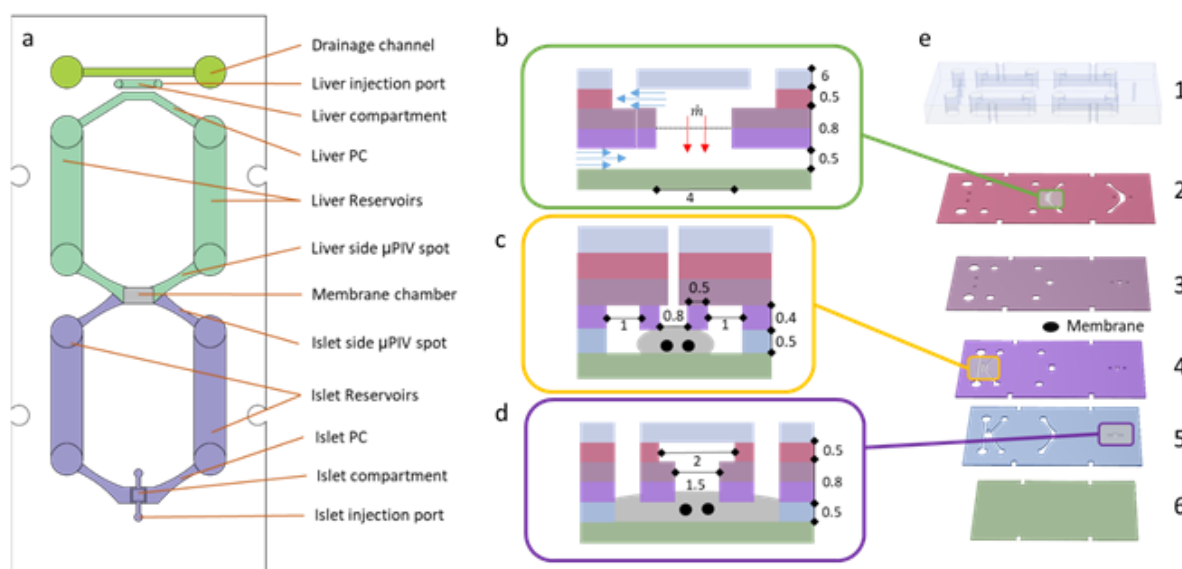 a
Drainage channel
Liver injection port
Liver compartment
Liver PC
Liver Reservoirs
Liver side µPIV spot
Membrane chamber
Islet side µPIV spot
Islet Reservoirs
Islet PC
Islet compartment
Islet injection port
b
6
0.5
ṁ
0.8
0.5
4
c
0.5
0.8
1
1
0.4
0.5
d
2
1.5
0.5
0.8
0.5
e
1
2
3
Membrane
4
5
6